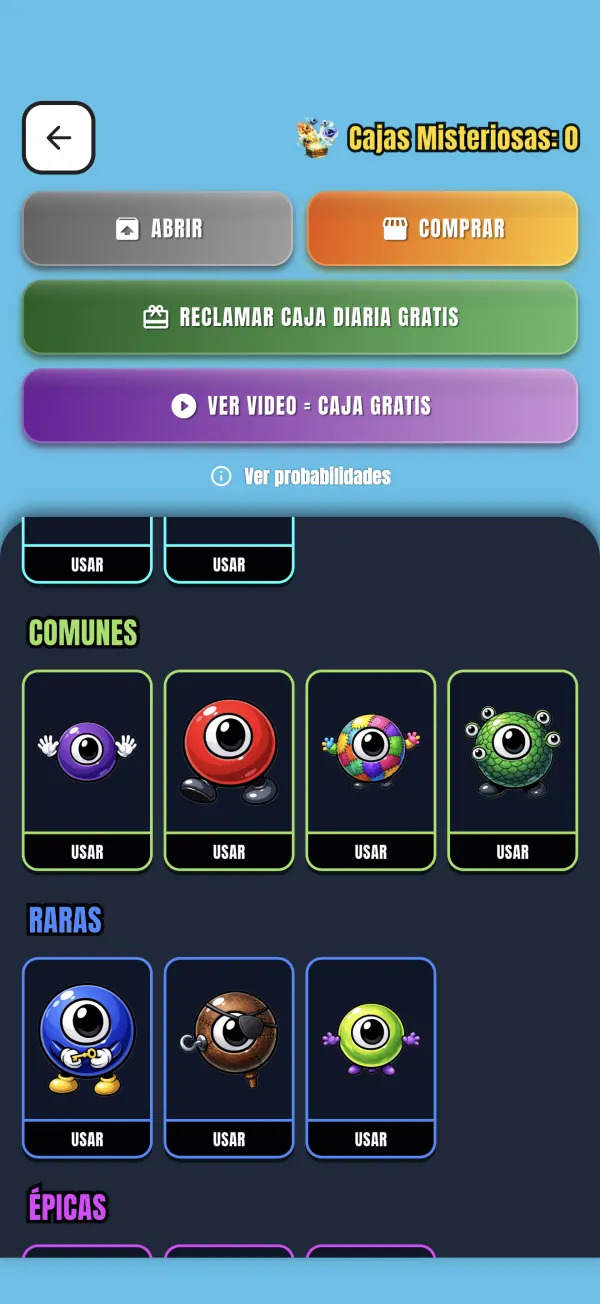 Cajas Misteriosas: 0
ABRIR
COMPRAR
RECLAMAR CAJA DIARIA GRATIS
VER VIDEO = CAJA GRATIS
Ver probabilidades
USAR
USAR
COMUNES
USAR
USAR
USAR
USAR
RARAS
USAR
USAR
USAR
ÉPICAS